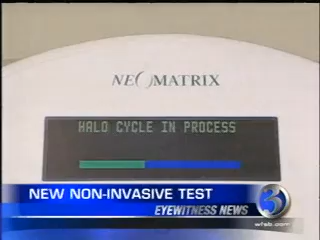 NEOMATRIX
HALO CYCLE IN PROCESS
NEW NON-INVASIVE TEST
EYEWITNESS NEWS
3
wfsb.com